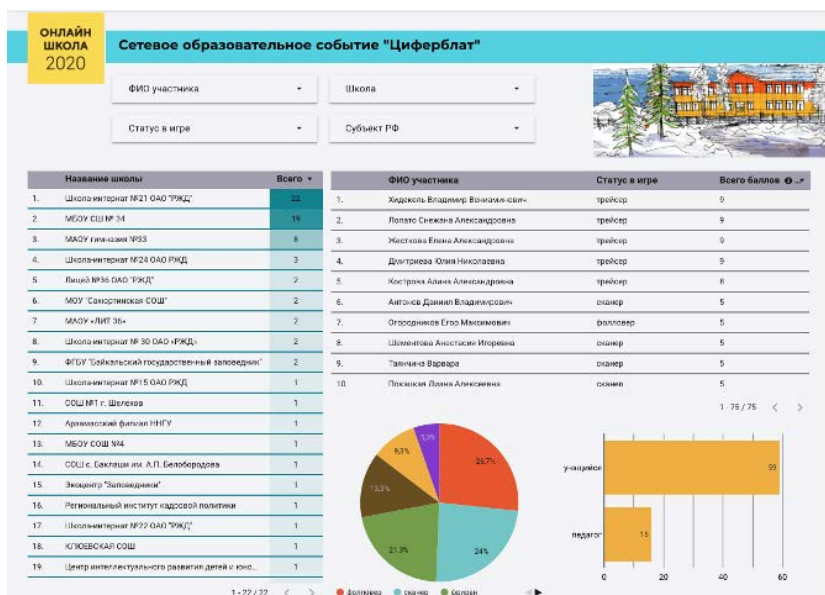 ОНЛАЙН
ШКОЛА
2020
Сетевое образовательное событие "Циферблат"
ФИО участника
Школа
Статус в игре
Субъект РФ
Название школы Всего
1. Школа-интернат №21 ОАО "РЖД" 22
2. МБОУ СШ № 34 19
3. МАОУ гимназия №33 8
4. Школа-интернат №24 ОАО РЖД 3
5. Лицей №36 ОАО "РЖД" 2
6. МОУ "Сахюртинская СОШ" 2
7. МАОУ «ЛИТ 36» 2
8. Школа-интернат № 30 ОАО «РЖД» 2
9. ФГБУ "Байкальский государственный заповедник" 2
10. Школа-интернат №15 ОАО РЖД 1
11. СОШ №1 г. Шелехов 1
12. Арзамасский филиал ННГУ 1
13. МБОУ СОШ №4 1
14. СОШ с. Баклаши им. А.П. Белобородова 1
15. Экоцентр "Заповедники" 1
16. Региональный институт кадровой политики 1
17. Школа-интернат №22 ОАО "РЖД" 1
18. КЛЮЕВСКАЯ СОШ 1
19. Центр интеллектуального развития детей и юно... 1
1 - 22 / 22
ФИО участника Статус в игре Всего баллов
1. Хидекель Владимир Вениаминович трейсер 9
2. Лопато Снежана Александровна трейсер 9
3. Жесткова Елена Александровна трейсер 9
4. Дмитриева Юлия Николаевна трейсер 9
5. Кострова Алина Александровна трейсер 8
6. Антонов Даниил Владимирович сканер 5
7. Огородников Егор Максимович фолловер 5
8. Шементова Анастасия Игоревна сканер 5
9. Таянчина Варвара сканер 5
10. Диана Алексеевна сканер 5
1 - 75 / 75
26,7%
24%
21,3%
13,3%
9,3%
5,3%
фолловер сканер
учащийся 59
педагог 16
0 20 40 60